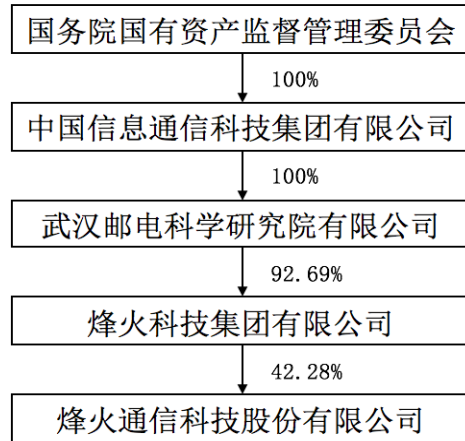 国务院国有资产监督管理委员会
100%
中国信息通信科技集团有限公司
100%
武汉邮电科学研究院有限公司
92.69%
烽火科技集团有限公司
42.28%
烽火通信科技股份有限公司